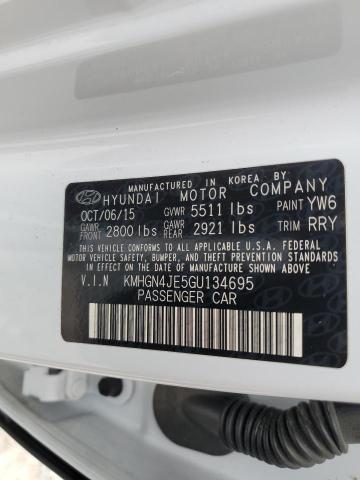 MANUFACTURED IN KOREA BY
HYUNDAI MOTOR COMPANY
OCT/06/15 GVWR 5511 lbs PAINT YW6
GAWR FRONT 2800 lbs GAWR REAR 2921 lbs TRIM RRY
THIS VEHICLE CONFORMS TO ALL APPLICABLE U.S.A. FEDERAL
MOTOR VEHICLE SAFETY, BUMPER, AND THEFT PREVENTION
STANDARDS IN EFFECT ON THE DATE OF MANUFACTURE SHOWN ABOVE.
V.I.N KMHGN4JE5GU134695
PASSENGER CAR